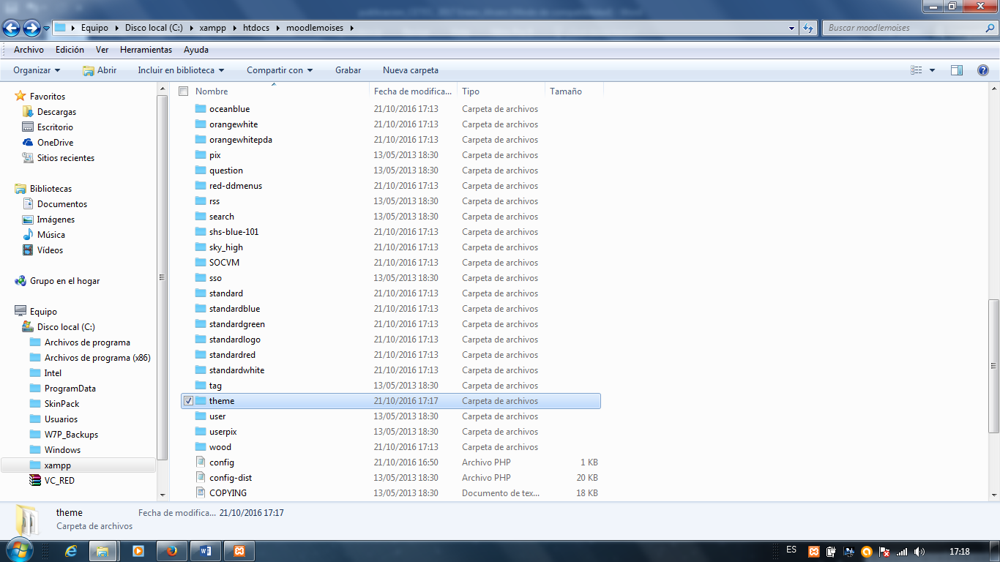 Equipo Disco local (C:) xampp htdocs moodlemoises
Buscar moodlemoises
Archivo Edición Ver Herramientas Ayuda
Organizar Abrir Incluir en biblioteca Compartir con Grabar Nueva carpeta
Favoritos
Descargas
Escritorio
OneDrive
Sitios recientes
Bibliotecas
Documentos
Imágenes
Música
Vídeos
Grupo en el hogar
Equipo
Disco local (C:)
Archivos de programa
Archivos de programa (x86)
Intel
ProgramData
SkinPack
Usuarios
W7P_Backups
Windows
xampp
VC_RED
Nombre Fecha de modifica... Tipo Tamaño
oceanblue 21/10/2016 17:13 Carpeta de archivos
orangewhite 21/10/2016 17:13 Carpeta de archivos
orangewhitepda 21/10/2016 17:13 Carpeta de archivos
pix 13/05/2013 18:30 Carpeta de archivos
question 13/05/2013 18:30 Carpeta de archivos
red-ddmenus 21/10/2016 17:13 Carpeta de archivos
rss 13/05/2013 18:30 Carpeta de archivos
search 13/05/2013 18:30 Carpeta de archivos
shs-blue-101 21/10/2016 17:13 Carpeta de archivos
sky_high 21/10/2016 17:13 Carpeta de archivos
SOCVM 21/10/2016 17:13 Carpeta de archivos
sso 13/05/2013 18:30 Carpeta de archivos
standard 21/10/2016 17:13 Carpeta de archivos
standardblue 21/10/2016 17:13 Carpeta de archivos
standardgreen 21/10/2016 17:13 Carpeta de archivos
standardlogo 21/10/2016 17:13 Carpeta de archivos
standardred 21/10/2016 17:13 Carpeta de archivos
standardwhite 21/10/2016 17:13 Carpeta de archivos
tag 13/05/2013 18:30 Carpeta de archivos
theme 21/10/2016 17:17 Carpeta de archivos
user 13/05/2013 18:30 Carpeta de archivos
userpix 13/05/2013 18:30 Carpeta de archivos
wood 21/10/2016 17:13 Carpeta de archivos
config 21/10/2016 16:50 Archivo PHP 1 KB
config-dist 13/05/2013 18:30 Archivo PHP 20 KB
COPYING 13/05/2013 18:30 Documento de tex... 18 KB
theme Fecha de modifica... 21/10/2016 17:17
Carpeta de archivos
ES 17:18